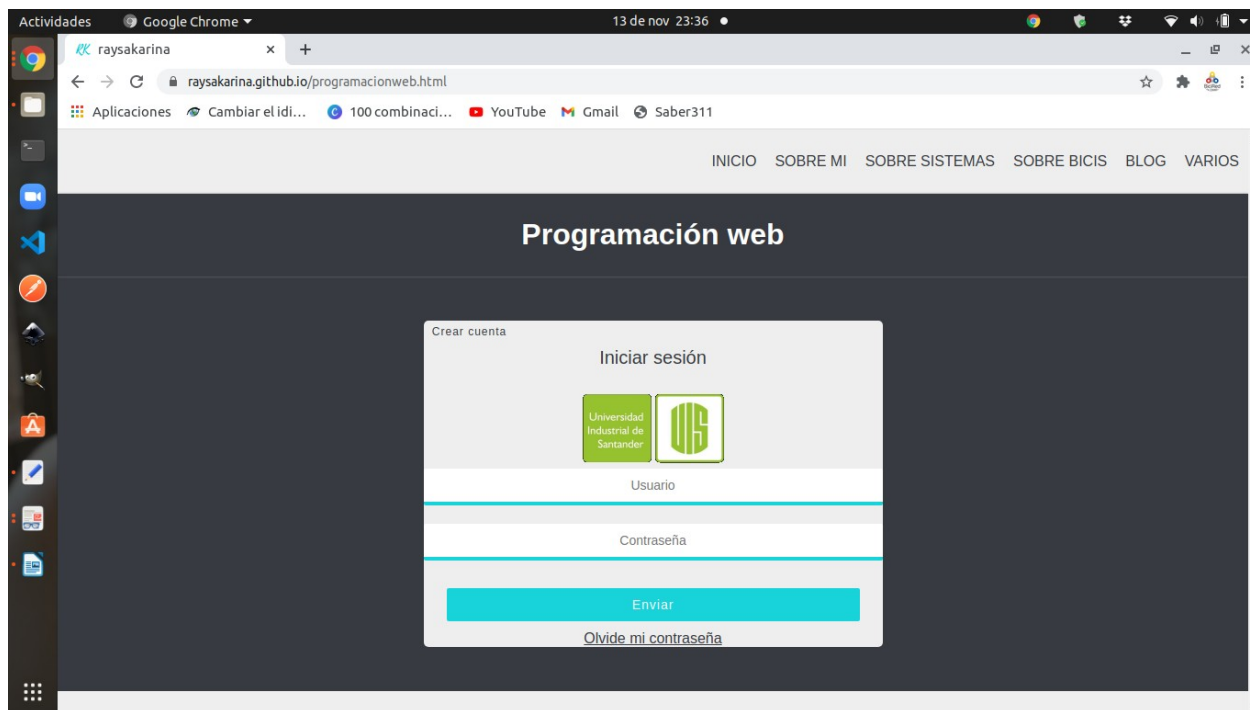 Actividades Google Chrome 13 de nov 23:36
RK raysakarina
raysakarina.github.io/programacionweb.html
Aplicaciones Cambiar el idi... 100 combinaci... YouTube Gmail Saber311
INICIO SOBRE MI SOBRE SISTEMAS SOBRE BICIS BLOG VARIOS
Programación web
Crear cuenta
Iniciar sesión
Universidad
Industrial de
Santander
UIS
Usuario
Contraseña
Enviar
Olvide mi contraseña